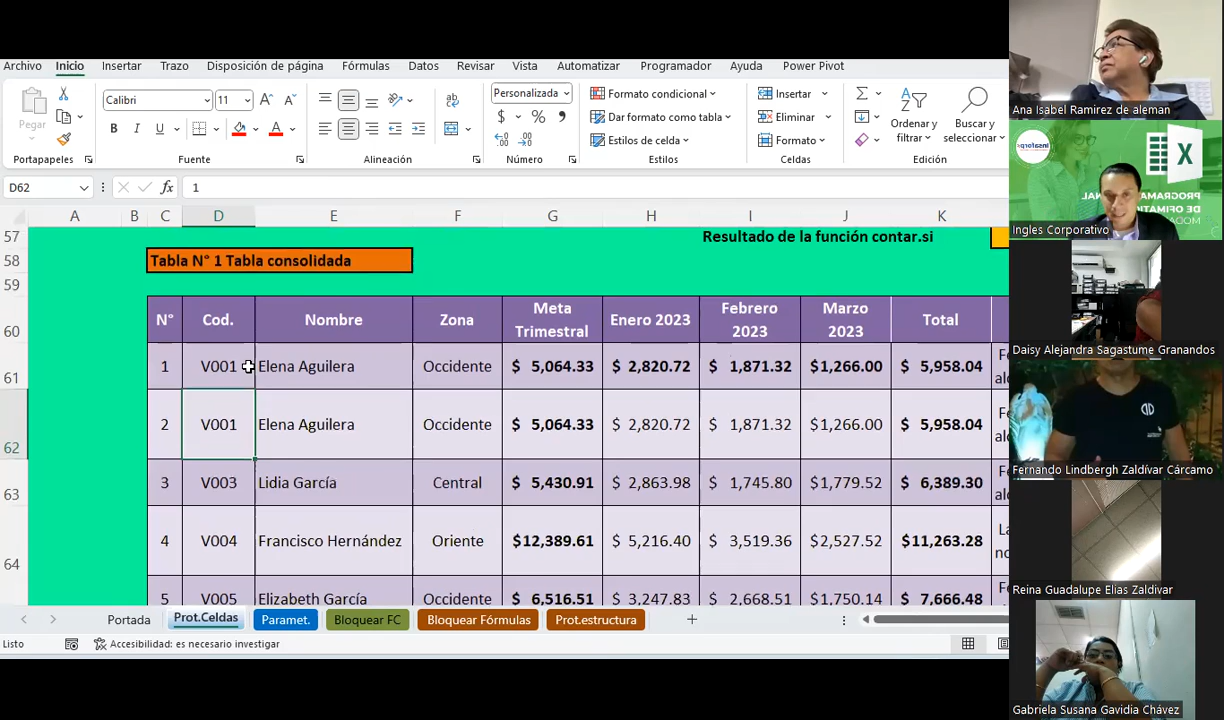 Archivo Inicio Insertar Trazo Disposición de página Fórmulas Datos Revisar Vista Automatizar Programador Ayuda Power Pivot
Pegar
Calibri 11
N K S
Personalizada
$ % 000
Formato condicional
Dar formato como tabla
Estilos de celda
Insertar
Eliminar
Formato
Ordenar y filtrar
Buscar y seleccionar
Portapapeles Fuente Alineación Número Estilos Celdas Edición
D62 fx 1
A B C D E F G H I J K
57 Resultado de la función contar.si
58 Tabla N° 1 Tabla consolidada
59
60 N° Cod. Nombre Zona Meta Trimestral Enero 2023 Febrero 2023 Marzo 2023 Total
61 1 V001 Elena Aguilera Occidente $ 5,064.33 $ 2,820.72 $ 1,871.32 $1,266.00 $ 5,958.04
62 2 V001 Elena Aguilera Occidente $ 5,064.33 $ 2,820.72 $ 1,871.32 $1,266.00 $ 5,958.04
63 3 V003 Lidia García Central $ 5,430.91 $ 2,863.98 $ 1,745.80 $1,779.52 $ 6,389.30
64 4 V004 Francisco Hernández Oriente $12,389.61 $ 5,216.40 $ 3,519.36 $ 2,527.52 $11,263.28
5 V005 Elizabeth García Occidente $ 6,516.51 $ 3,247.83 $ 2,668.51 $ 1,750.14 $ 7,666.48
Portada Prot.Celdas Paramet. Bloquear FC Bloquear Fórmulas Prot.estructura
Listo Accesibilidad: es necesario investigar
Ana Isabel Ramirez de aleman
Ingles Corporativo
Daisy Alejandra Sagastume Granandos
Fernando Lindbergh Zaldívar Cárcamo
Reina Guadalupe Elias Zaldivar
Gabriela Susana Gavidia Chávez